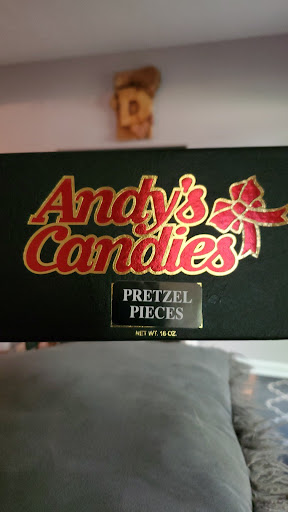 D
Andy's
Candies
PRETZEL
PIECES
NET WT. 16 OZ.